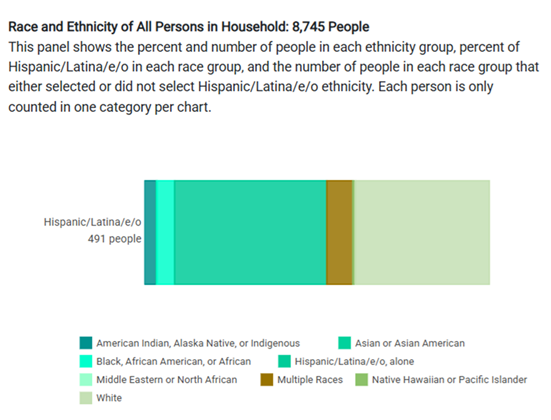 Race and Ethnicity of All Persons in Household: 8,745 People
This panel shows the percent and number of people in each ethnicity group, percent of
Hispanic/Latina/e/o in each race group, and the number of people in each race group that
either selected or did not select Hispanic/Latina/e/o ethnicity. Each person is only
counted in one category per chart.
Hispanic/Latina/e/o
491 people
American Indian, Alaska Native, or Indigenous
Asian or Asian American
Black, African American, or African
Hispanic/Latina/e/o, alone
Middle Eastern or North African
Multiple Races
Native Hawaiian or Pacific Islander
White